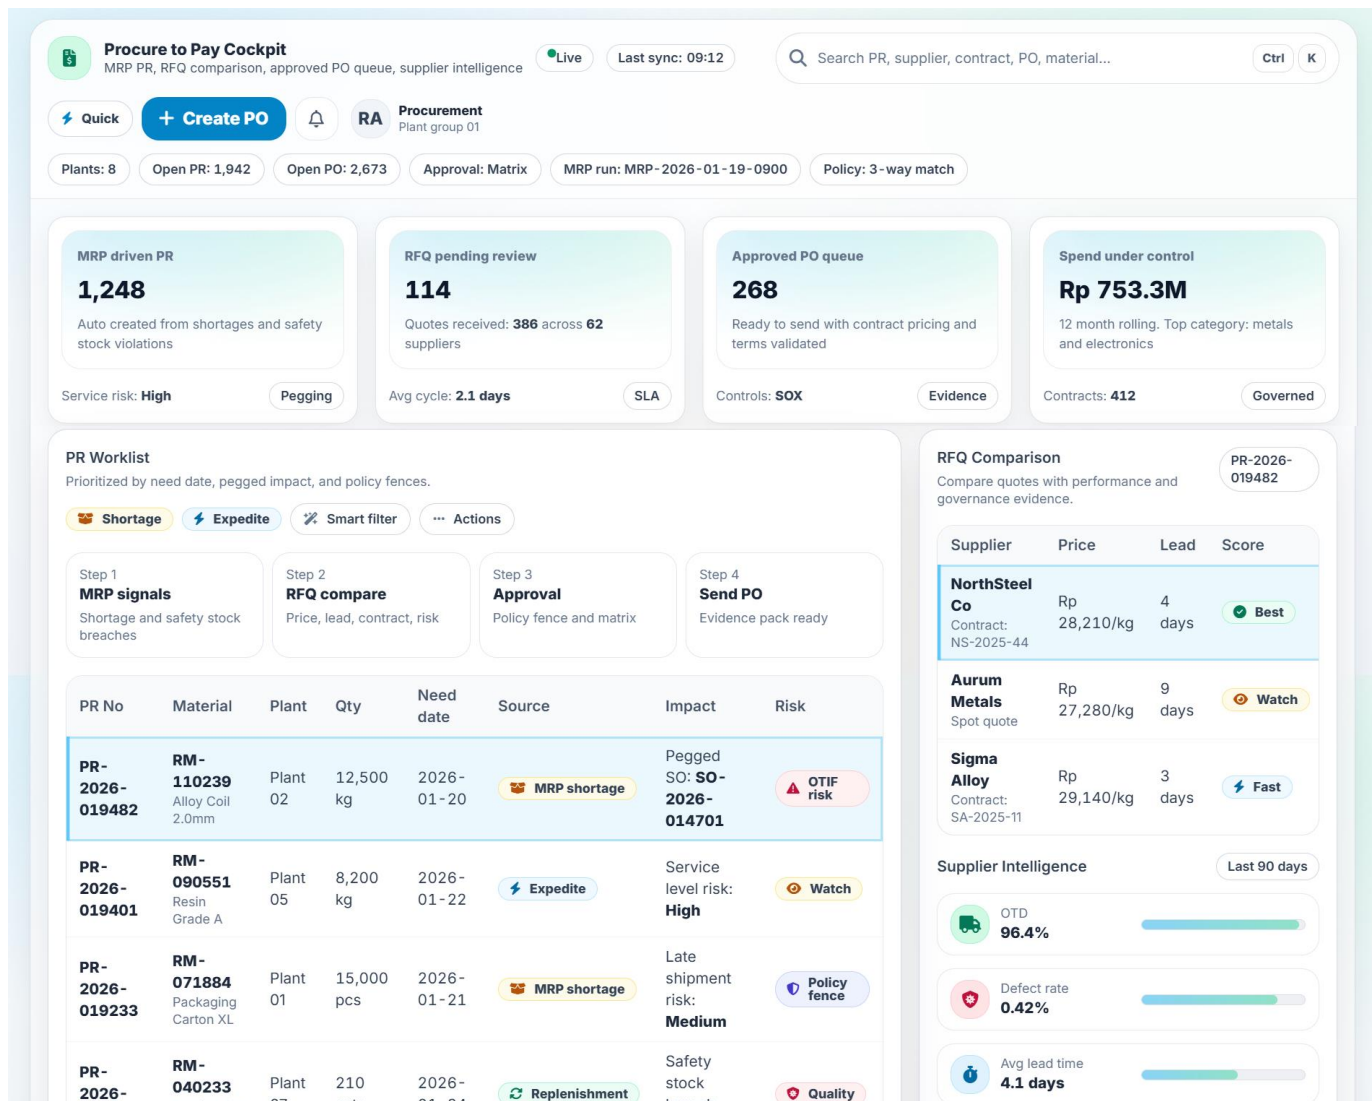 Procure to Pay Cockpit
MRP PR, RFQ comparison, approved PO queue, supplier intelligence
Live
Last sync: 09:12
Search PR, supplier, contract, PO, material...
Ctrl
K
Quick
Create PO
RA
Procurement
Plant group 01
Plants: 8
Open PR: 1,942
Open PO: 2,673
Approval: Matrix
MRP run: MRP-2026-01-19-0900
Policy: 3-way match
MRP driven PR
1,248
Auto created from shortages and safety
stock violations
Service risk: High
Pegging
RFQ pending review
114
Quotes received: 386 across 62
suppliers
Avg cycle: 2.1 days
SLA
Approved PO queue
268
Ready to send with contract pricing and
terms validated
Controls: SOX
Evidence
Spend under control
Rp 753.3M
12 month rolling. Top category: metals
and electronics
Contracts: 412
Governed
PR Worklist
Prioritized by need date, pegged impact, and policy fences.
Shortage
Expedite
Smart filter
Actions
Step 1
MRP signals
Shortage and safety stock
breaches
Step 2
RFQ compare
Price, lead, contract, risk
Step 3
Approval
Policy fence and matrix
Step 4
Send PO
Evidence pack ready
PR No
Material
Plant
Qty
Need
date
Source
Impact
Risk
PR-
2026-
019482
RM-
110239
Alloy Coil
2.0mm
Plant
02
12,500
kg
2026-
01-20
MRP shortage
Pegged
SO: SO-
2026-
014701
OTIF
risk
PR-
2026-
019401
RM-
090551
Resin
Grade A
Plant
05
8,200
kg
2026-
01-22
Expedite
Service
level risk:
High
Watch
PR-
2026-
019233
RM-
071884
Packaging
Carton XL
Plant
01
15,000
pcs
2026-
01-21
MRP shortage
Late
shipment
risk:
Medium
Policy
fence
PR-
2026-
RM-
040233
Plant
210
2026-
Replenishment
Safety
stock
Quality
RFQ Comparison
Compare quotes with performance and
governance evidence.
PR-2026-
019482
Supplier
Price
Lead
Score
NorthSteel
Co
Contract:
NS-2025-44
Rp
28,210/kg
4
days
Best
Aurum
Metals
Spot quote
Rp
27,280/kg
9
days
Watch
Sigma
Alloy
Contract:
SA-2025-11
Rp
29,140/kg
3
days
Fast
Supplier Intelligence
Last 90 days
OTD
96.4%
Defect rate
0.42%
Avg lead time
4.1 days